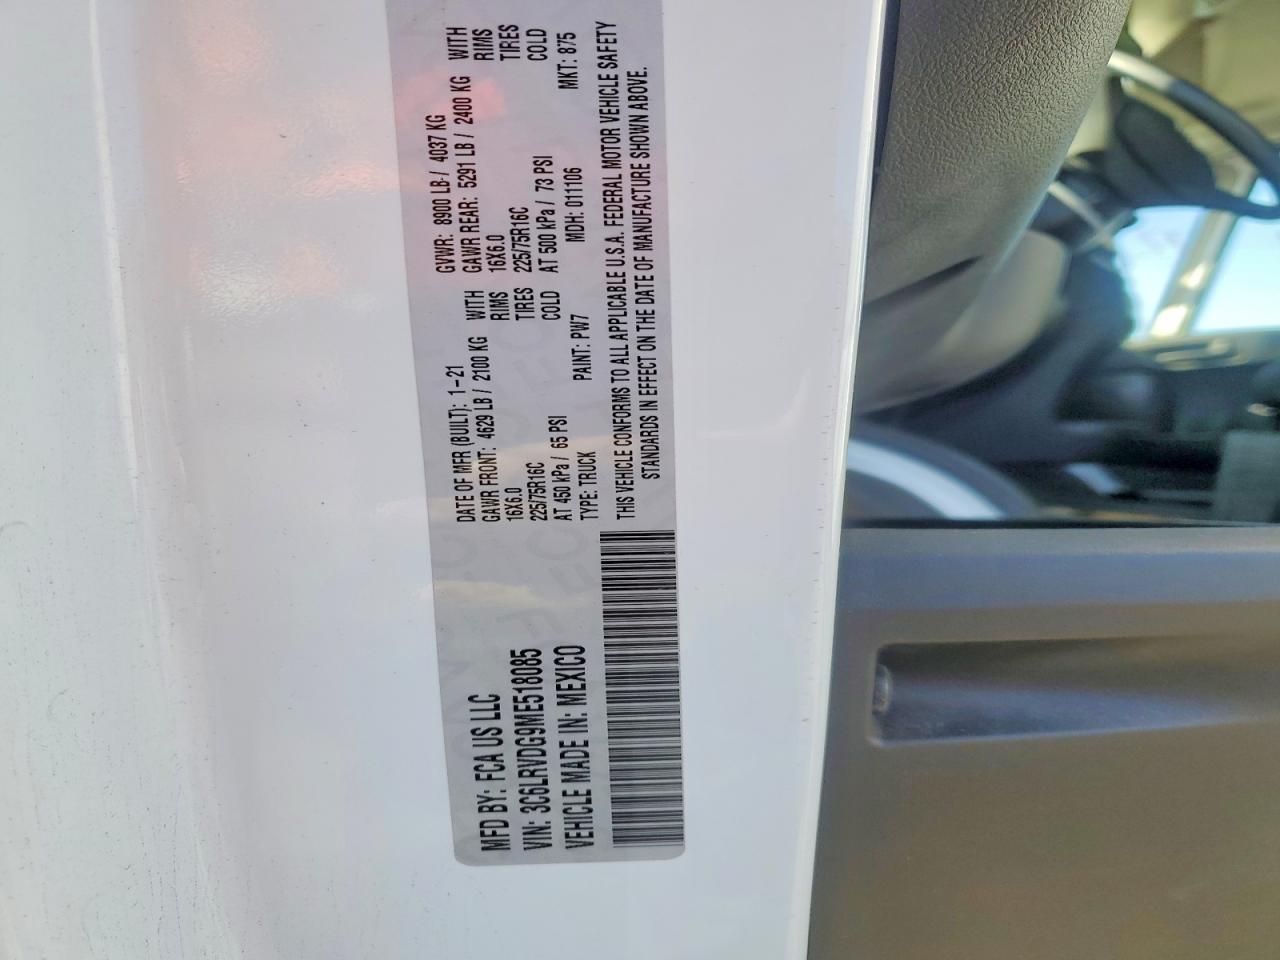 MFD BY: FCA US LLC
VIN: 3C6LRVDG9ME518085
VEHICLE MADE IN: MEXICO
DATE OF MFR (BUILT): 1-21 GVWR: 8900 LB / 4037 KG
GAWR FRONT: 4629 LB / 2100 KG WITH GAWR REAR: 5291 LB / 2400 KG WITH
16X6.0 RIMS 16X6.0 RIMS
225/75R16C TIRES 225/75R16C TIRES
AT 450 kPa / 65 PSI COLD AT 500 kPa / 73 PSI COLD
TYPE: TRUCK PAINT: PW7 MDH: 011106 MKT: 875
THIS VEHICLE CONFORMS TO ALL APPLICABLE U.S.A. FEDERAL MOTOR VEHICLE SAFETY
STANDARDS IN EFFECT ON THE DATE OF MANUFACTURE SHOWN ABOVE.